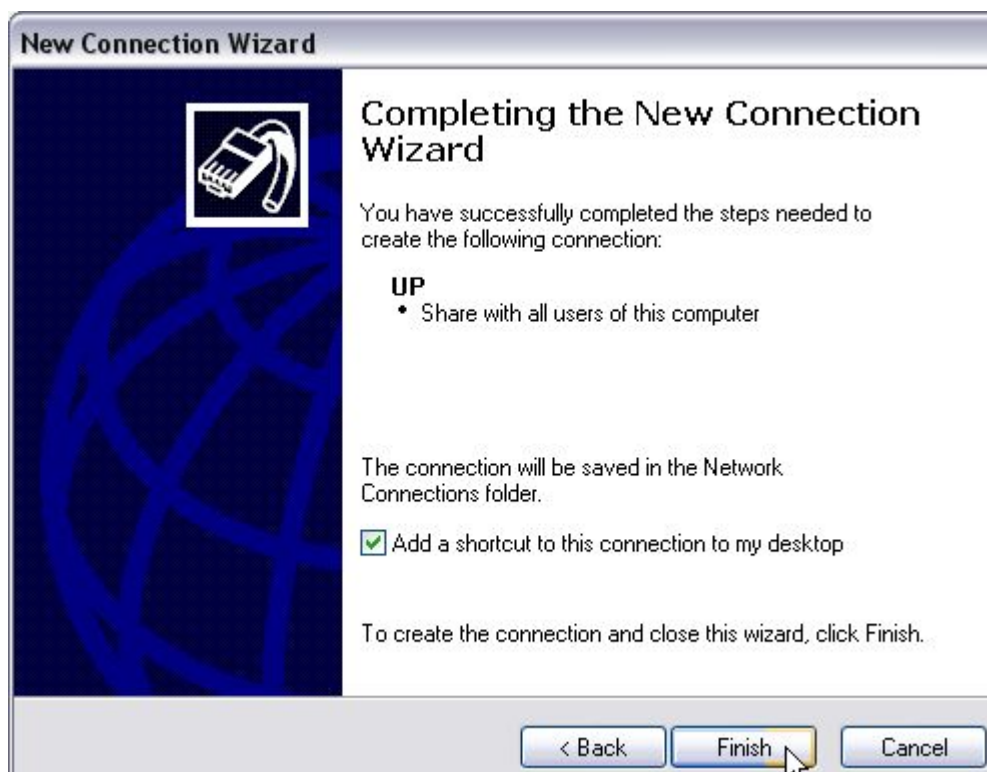 New Connection Wizard
Completing the New Connection
Wizard
You have successfully completed the steps needed to
create the following connection:
UP
• Share with all users of this computer
The connection will be saved in the Network
Connections folder.
Add a shortcut to this connection to my desktop
To create the connection and close this wizard, click Finish.
< Back
Finish
Cancel